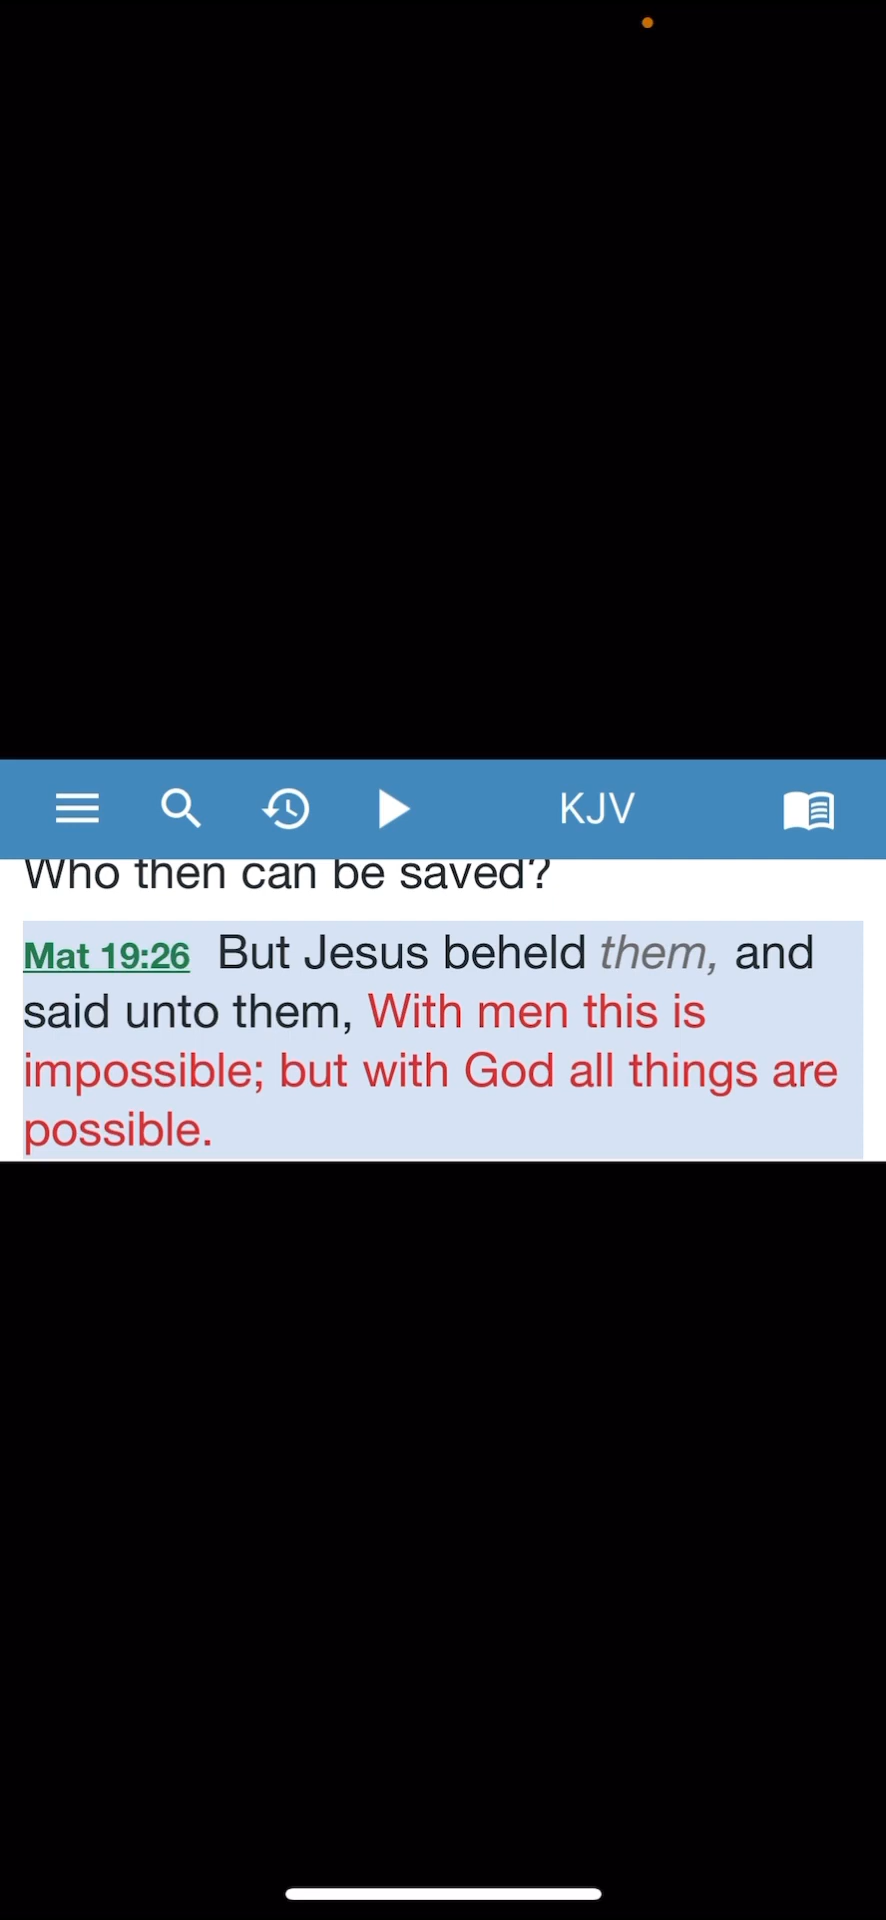 KJV
Who then can be saved?
Mat 19:26 But Jesus beheld them, and
said unto them, With men this is
impossible; but with God all things are
possible.